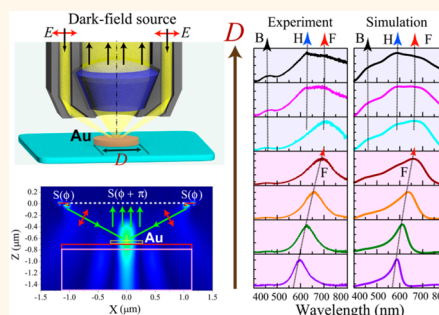 Dark-field source
E
E
Au
D
S(ϕ)
S(ϕ + π)
S(ϕ)
Au
Z (μm)
0.2
0.0
-0.2
-0.4
-0.6
-0.8
-1.0
-1.2
-1.4
-1.5 -1.0 -0.5 0.0 0.5 1.0 1.5
X (μm)
D
Experiment Simulation
B H F B H F
F F
400 500 600 700 800 400 500 600 700 800
Wavelength (nm)